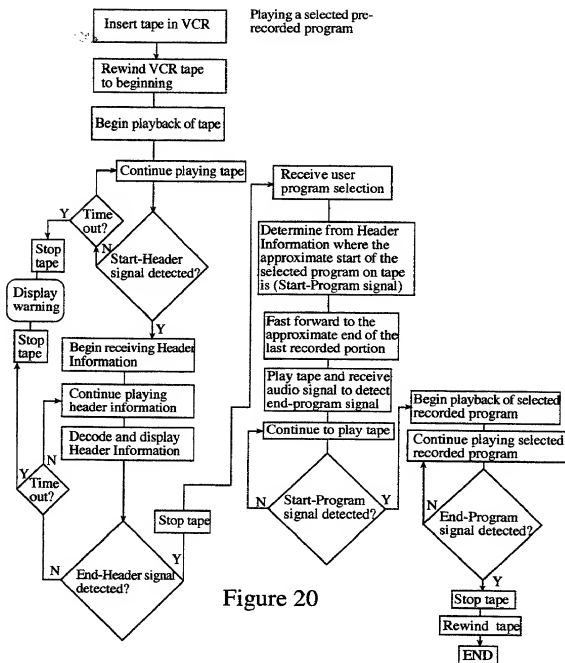 Playing a selected pre-
recorded program
Insert tape in VCR
Rewind VCR tape
to beginning
Begin playback of tape
Continue playing tape
Y
Time
out?
N
Stop
tape
Start-Header
signal detected?
Display
warning
Y
Stop
tape
Begin receiving Header
Information
Continue playing
header information
N
Decode and display
Header Information
Y
Time
out?
N
End-Header signal
detected?
Y
Stop tape
Receive user
program selection
Determine from Header
Information where the
approximate start of the
selected program on tape
is (Start-Program signal)
Fast forward to the
approximate end of the
last recorded portion
Play tape and receive
audio signal to detect
end-program signal
Continue to play tape
N
Start-Program
signal detected?
Y
Begin playback of selected
recorded program
Continue playing selected
recorded program
N
End-Program
signal detected?
Y
Stop tape
Rewind tape
END
Figure 20